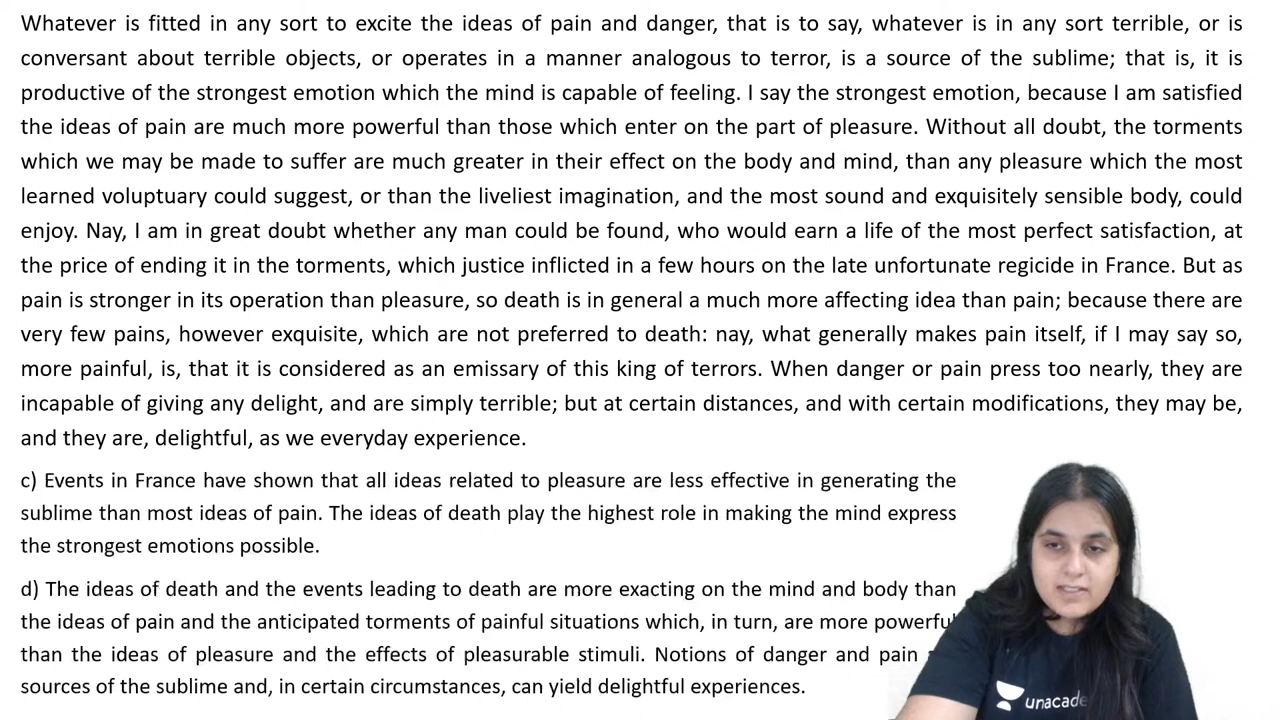 Whatever is fitted in any sort to excite the ideas of pain and danger, that is to say, whatever is in any sort terrible, or is
conversant about terrible objects, or operates in a manner analogous to terror, is a source of the sublime; that is, it is
productive of the strongest emotion which the mind is capable of feeling. I say the strongest emotion, because I am satisfied
the ideas of pain are much more powerful than those which enter on the part of pleasure. Without all doubt, the torments
which we may be made to suffer are much greater in their effect on the body and mind, than any pleasure which the most
learned voluptuary could suggest, or than the liveliest imagination, and the most sound and exquisitely sensible body, could
enjoy. Nay, I am in great doubt whether any man could be found, who would earn a life of the most perfect satisfaction, at
the price of ending it in the torments, which justice inflicted in a few hours on the late unfortunate regicide in France. But as
pain is stronger in its operation than pleasure, so death is in general a much more affecting idea than pain; because there are
very few pains, however exquisite, which are not preferred to death: nay, what generally makes pain itself, if I may say so,
more painful, is, that it is considered as an emissary of this king of terrors. When danger or pain press too nearly, they are
incapable of giving any delight, and are simply terrible; but at certain distances, and with certain modifications, they may be,
and they are, delightful, as we everyday experience.
c) Events in France have shown that all ideas related to pleasure are less effective in generating the
sublime than most ideas of pain. The ideas of death play the highest role in making the mind express
the strongest emotions possible.
d) The ideas of death and the events leading to death are more exacting on the mind and body than
the ideas of pain and the anticipated torments of painful situations which, in turn, are more powerful
than the ideas of pleasure and the effects of pleasurable stimuli. Notions of danger and pain
sources of the sublime and, in certain circumstances, can yield delightful experiences.